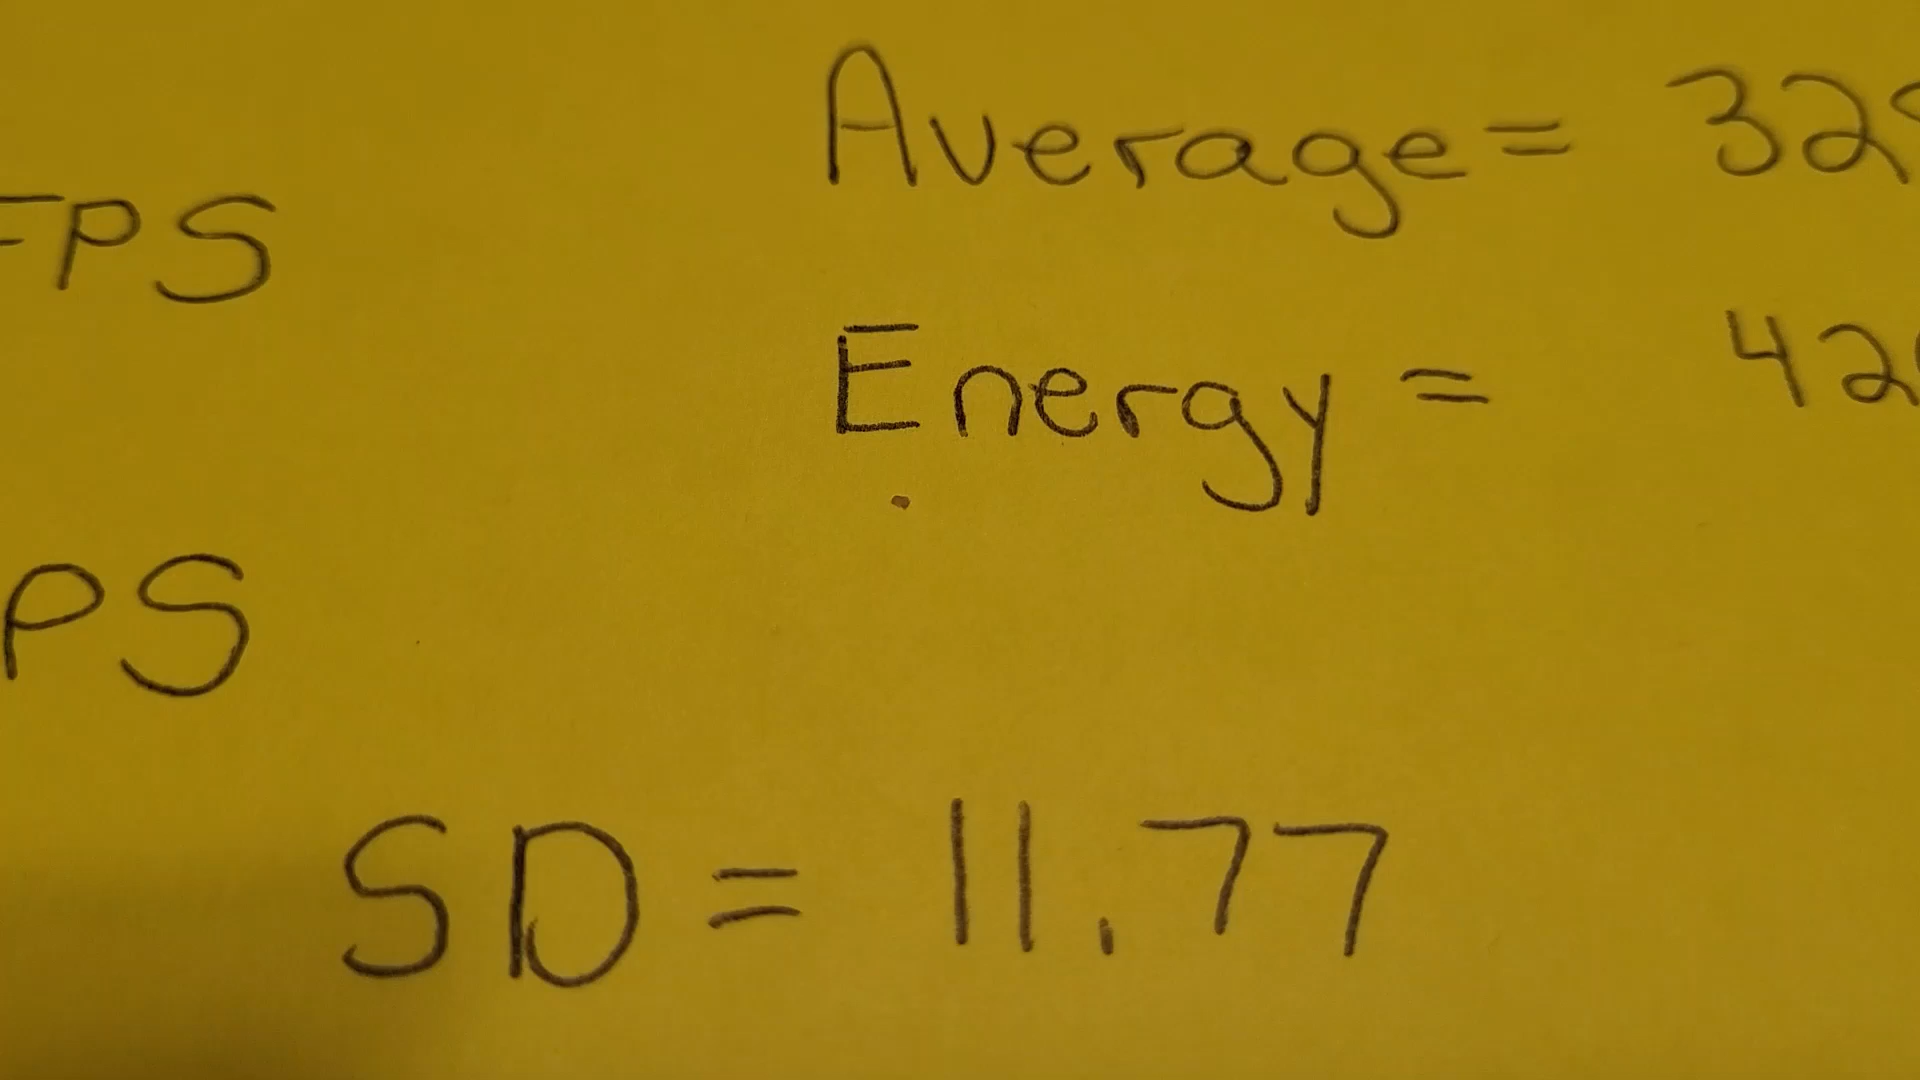 Average= 32
FPS
Energy = 42
PS
SD = 11.77